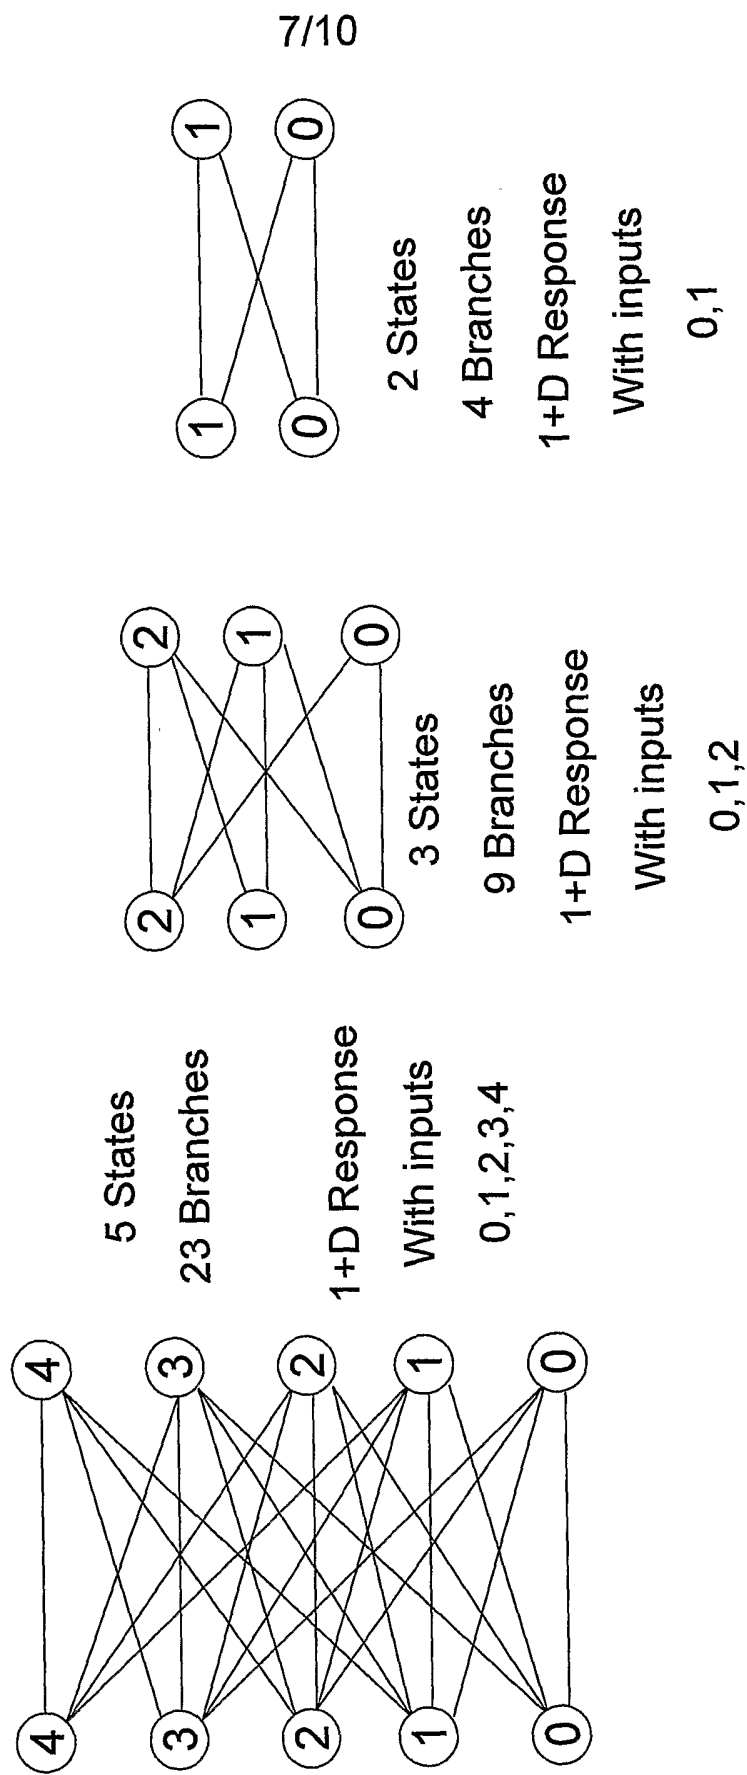 7/10
4
4
3
3
2
2
1
1
0
0
5 States
23 Branches
1+D Response
With inputs
0,1,2,3,4
2
2
1
1
0
0
3 States
9 Branches
1+D Response
With inputs
0,1,2
1
1
0
0
2 States
4 Branches
1+D Response
With inputs
0,1